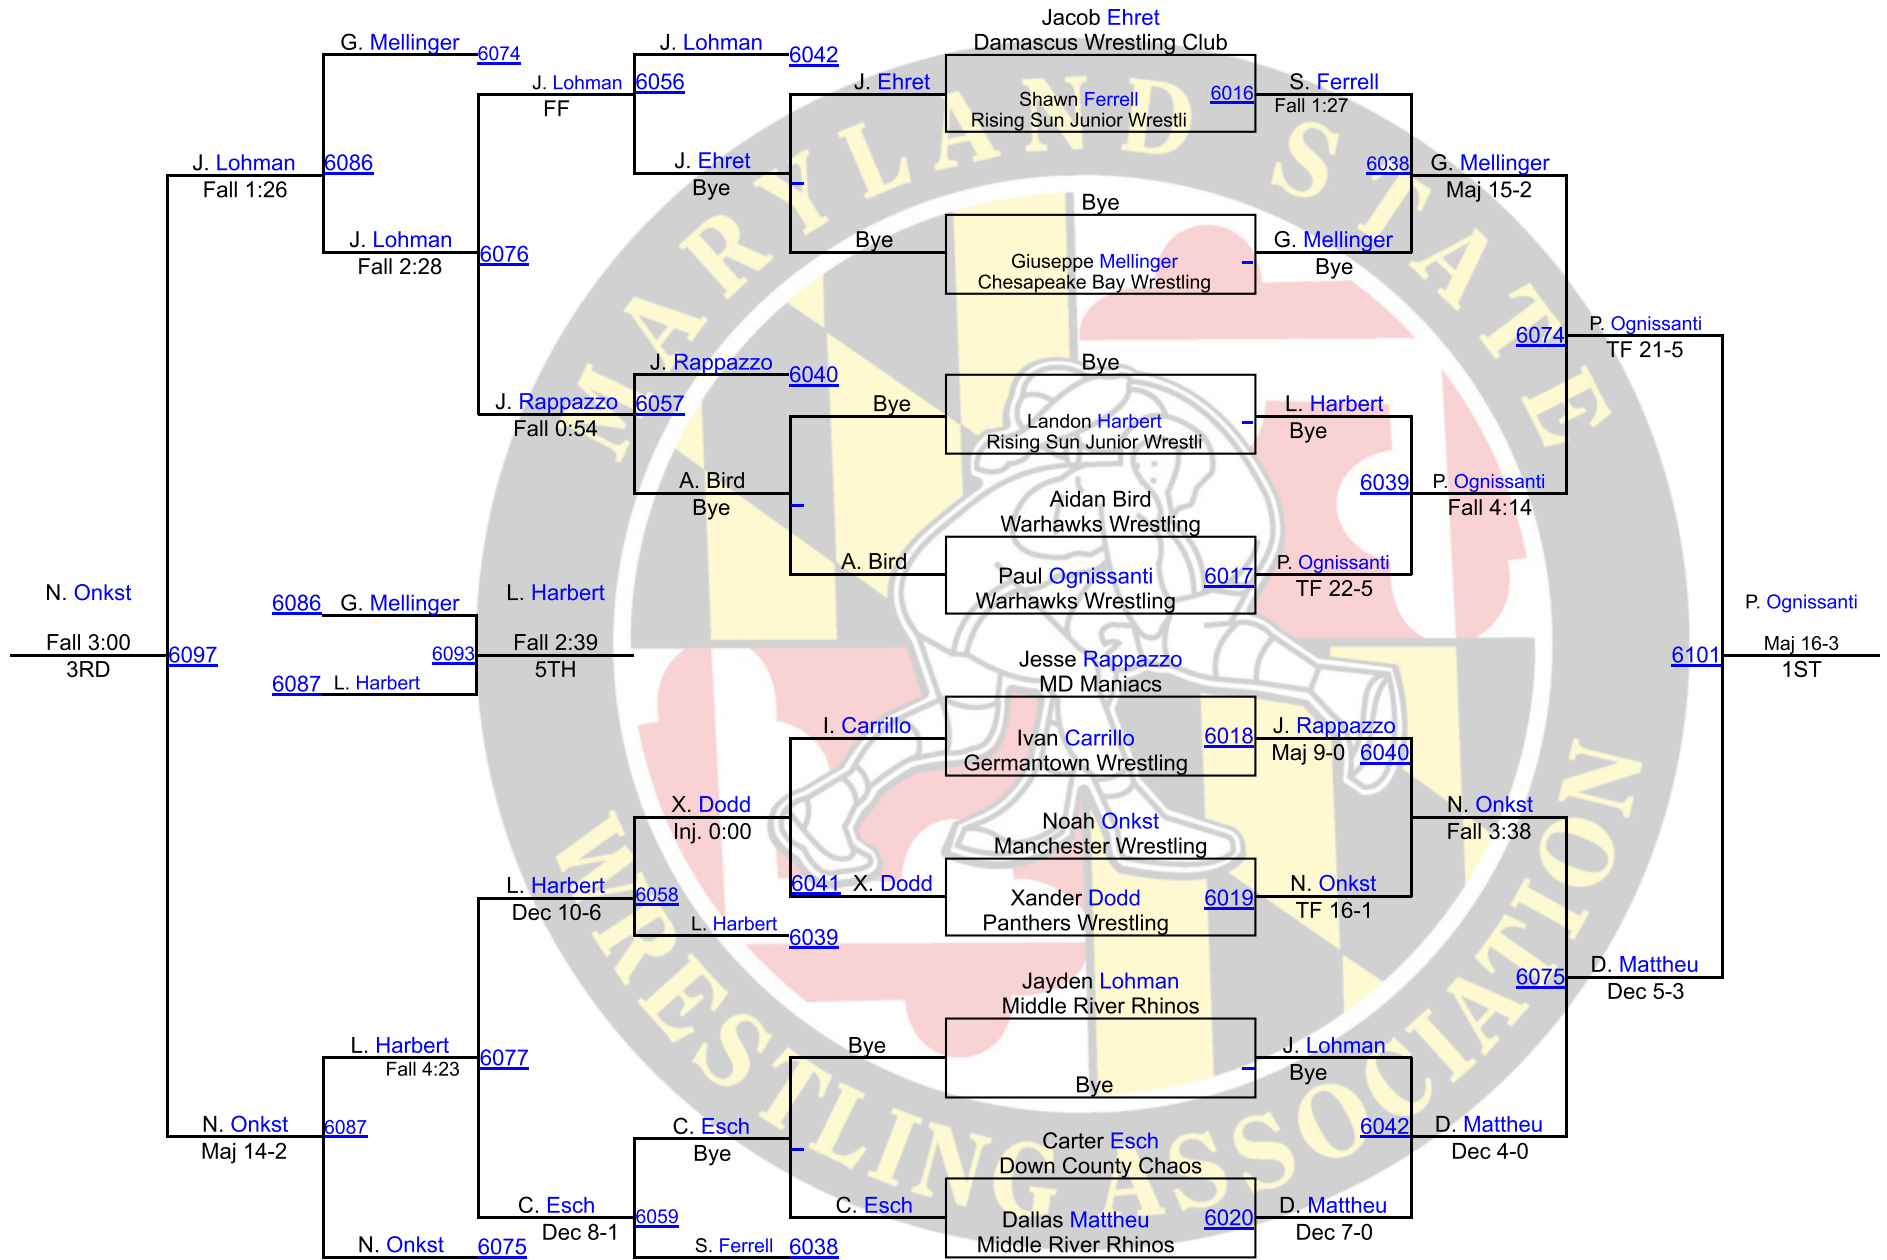 Jacob Ehret
G. Mellinger
6074
J. Lohman
6042
Damascus Wrestling Club
J. Lohman
6056
FF
J. Ehret
Shawn Ferrell
6016
Rising Sun Junior Wrestli
S. Ferrell
Fall 1:27
J. Lohman
6086
Fall 1:26
J. Ehret
Bye
6038
G. Mellinger
Maj 15-2
Bye
J. Lohman
Fall 2:28
6076
Bye
Giuseppe Mellinger
Chesapeake Bay Wrestling
G. Mellinger
Bye
6074
P. Ognissanti
TF 21-5
J. Rappazzo
6040
Bye
J. Rappazzo
6057
Fall 0:54
Bye
Landon Harbert
Rising Sun Junior Wrestli
L. Harbert
Bye
A. Bird
Bye
6039
P. Ognissanti
Fall 4:14
Aidan Bird
Warhawks Wrestling
A. Bird
Paul Ognissanti
6017
Warhawks Wrestling
P. Ognissanti
TF 22-5
N. Onkst
Fall 3:00
6097
3RD
6086
G. Mellinger
6087
L. Harbert
6093
L. Harbert
Fall 2:39
5TH
P. Ognissanti
6101
Maj 16-3
1ST
Jesse Rappazzo
MD Maniacs
I. Carrillo
Ivan Carrillo
6018
Germantown Wrestling
J. Rappazzo
Maj 9-0
6040
X. Dodd
Inj. 0:00
Noah Onkst
Manchester Wrestling
N. Onkst
Fall 3:38
L. Harbert
Dec 10-6
6058
6041
X. Dodd
Xander Dodd
6019
Panthers Wrestling
N. Onkst
TF 16-1
L. Harbert
6039
6075
D. Mattheu
Dec 5-3
Jayden Lohman
Middle River Rhinos
L. Harbert
Fall 4:23
6077
Bye
Bye
J. Lohman
Bye
N. Onkst
6087
Maj 14-2
C. Esch
Bye
6042
D. Mattheu
Dec 4-0
Carter Esch
Down County Chaos
C. Esch
Dec 8-1
6059
C. Esch
Dallas Mattheu
6020
Middle River Rhinos
D. Mattheu
Dec 7-0
N. Onkst
6075
S. Ferrell
6038
MARYLAND STATE
WRESTLING ASSOCIATION